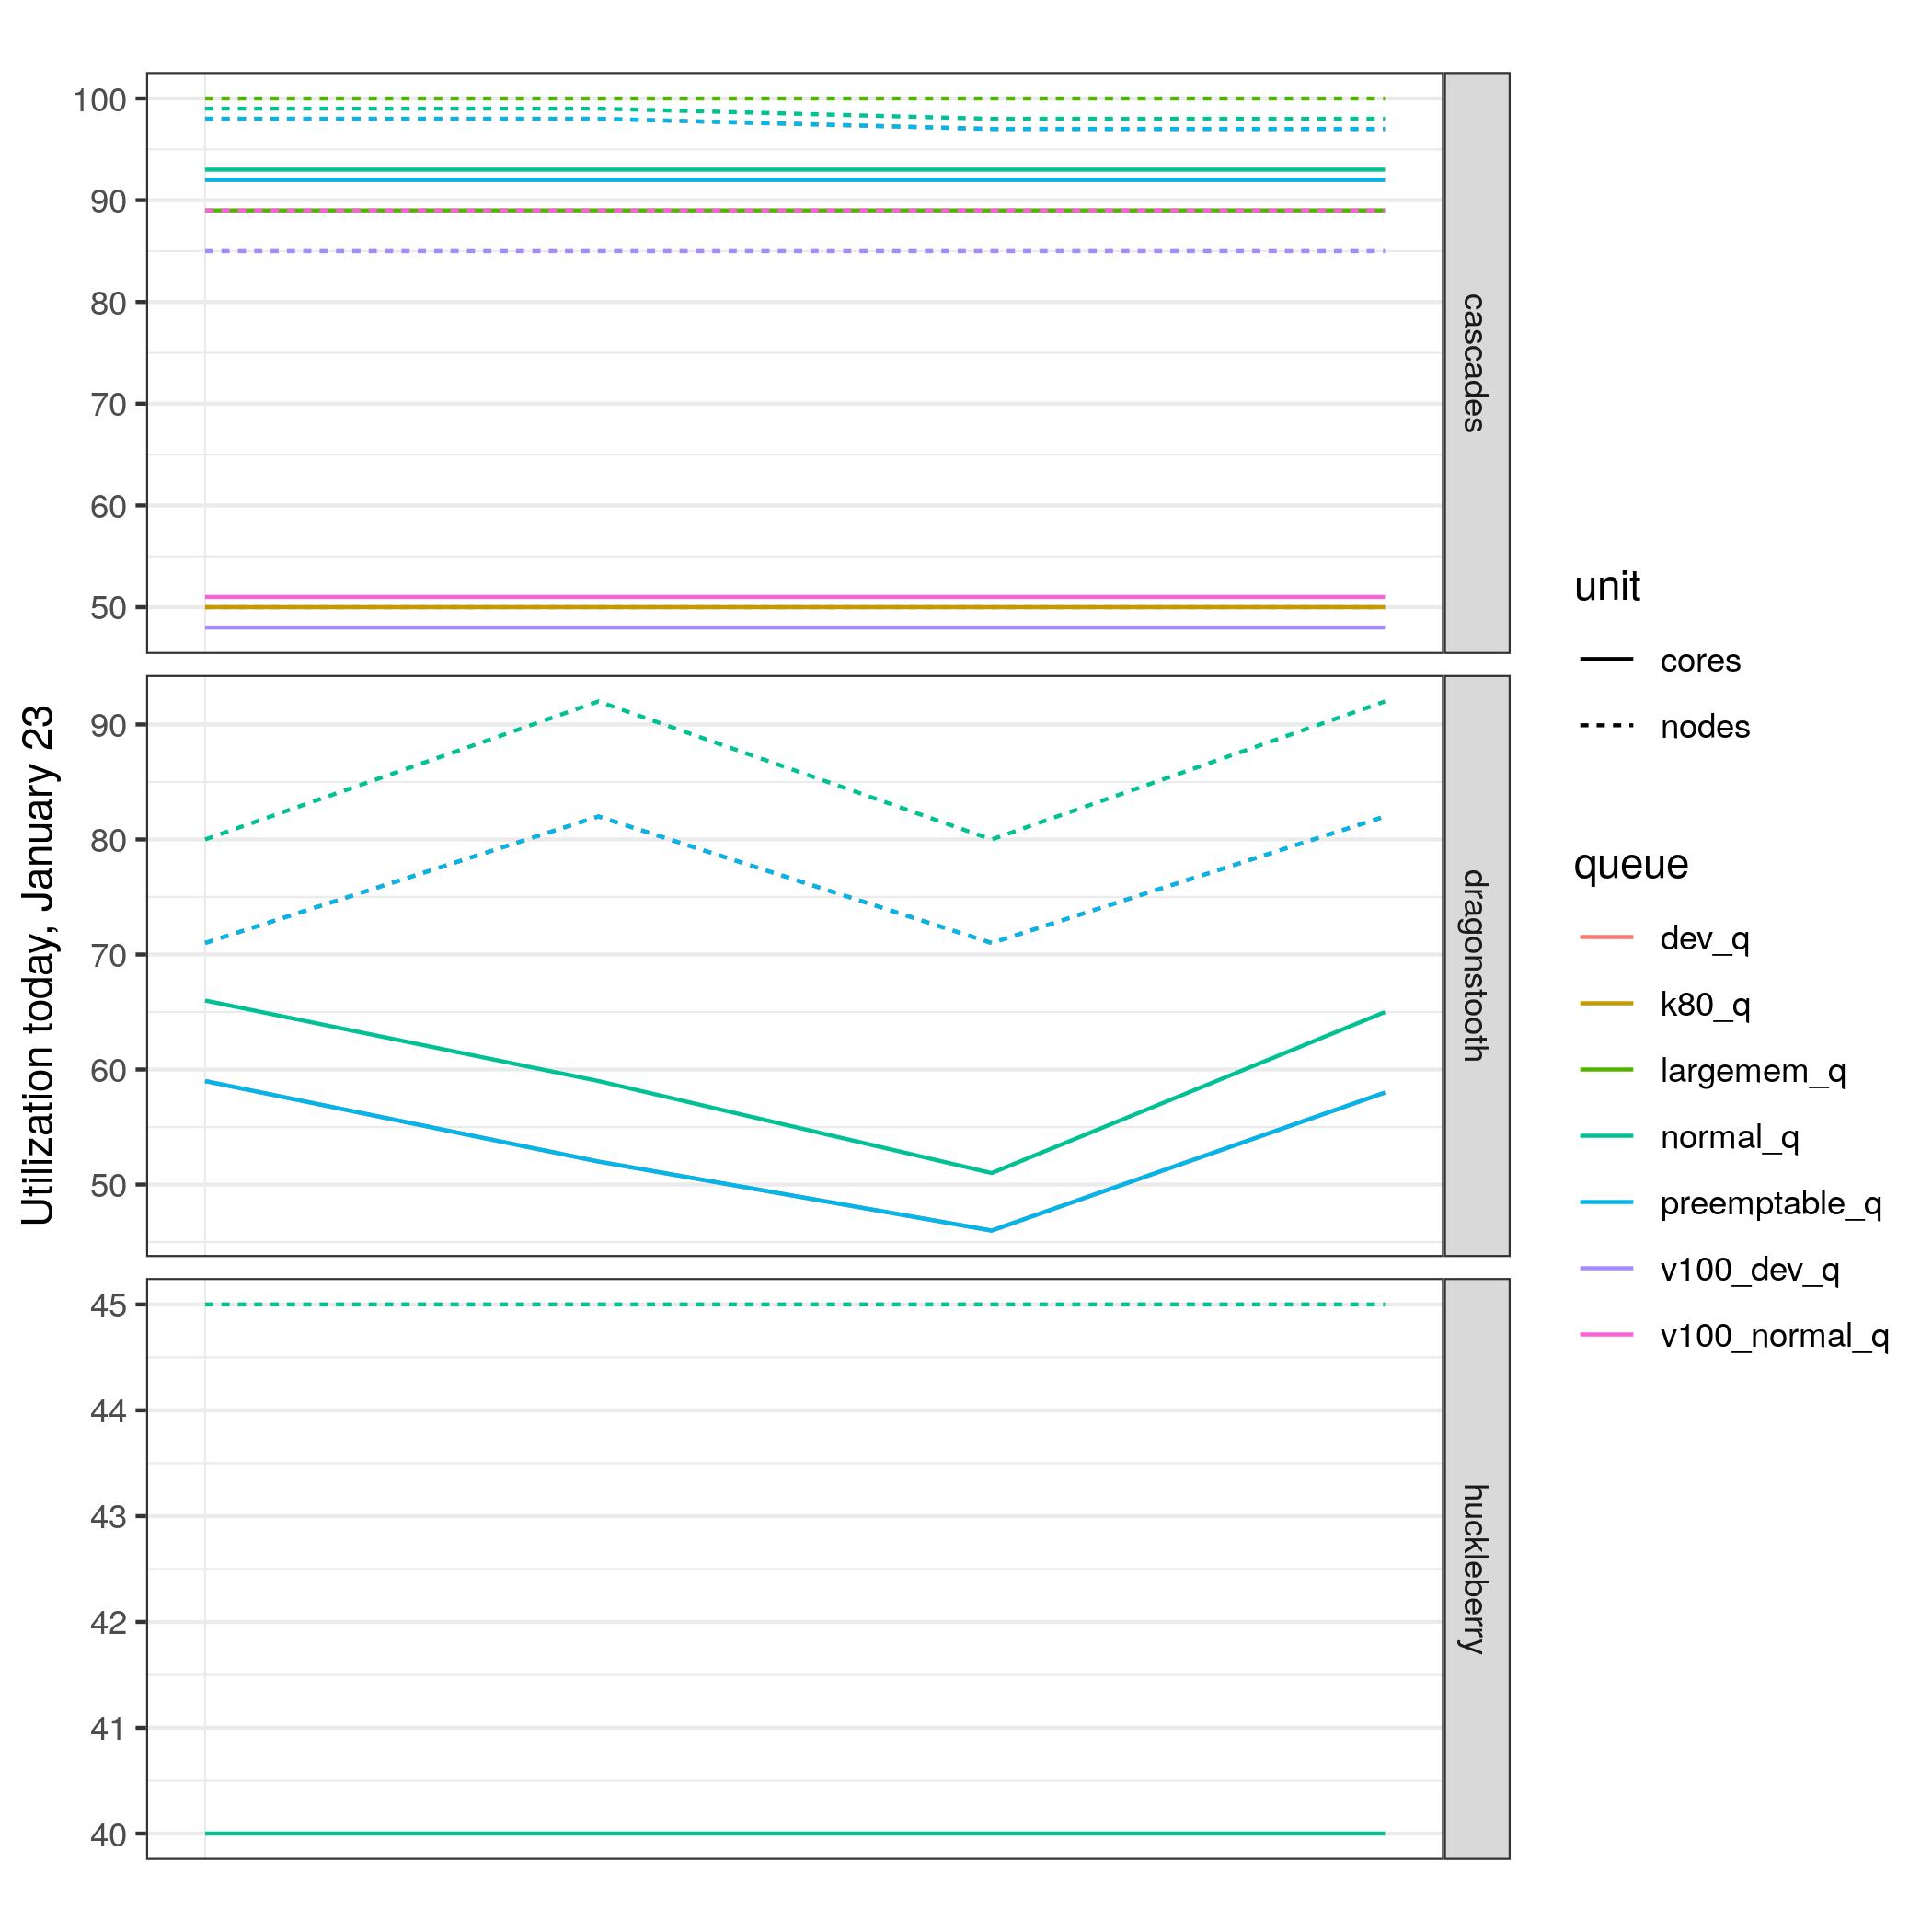 Utilization today, January 23
100
90
80
70
60
50
cascades
90
80
70
60
50
dragonstooth
45
44
43
42
41
40
huckleberry
unit
cores
nodes
queue
dev_q
k80_q
largemem_q
normal_q
preemptable_q
v100_dev_q
v100_normal_q